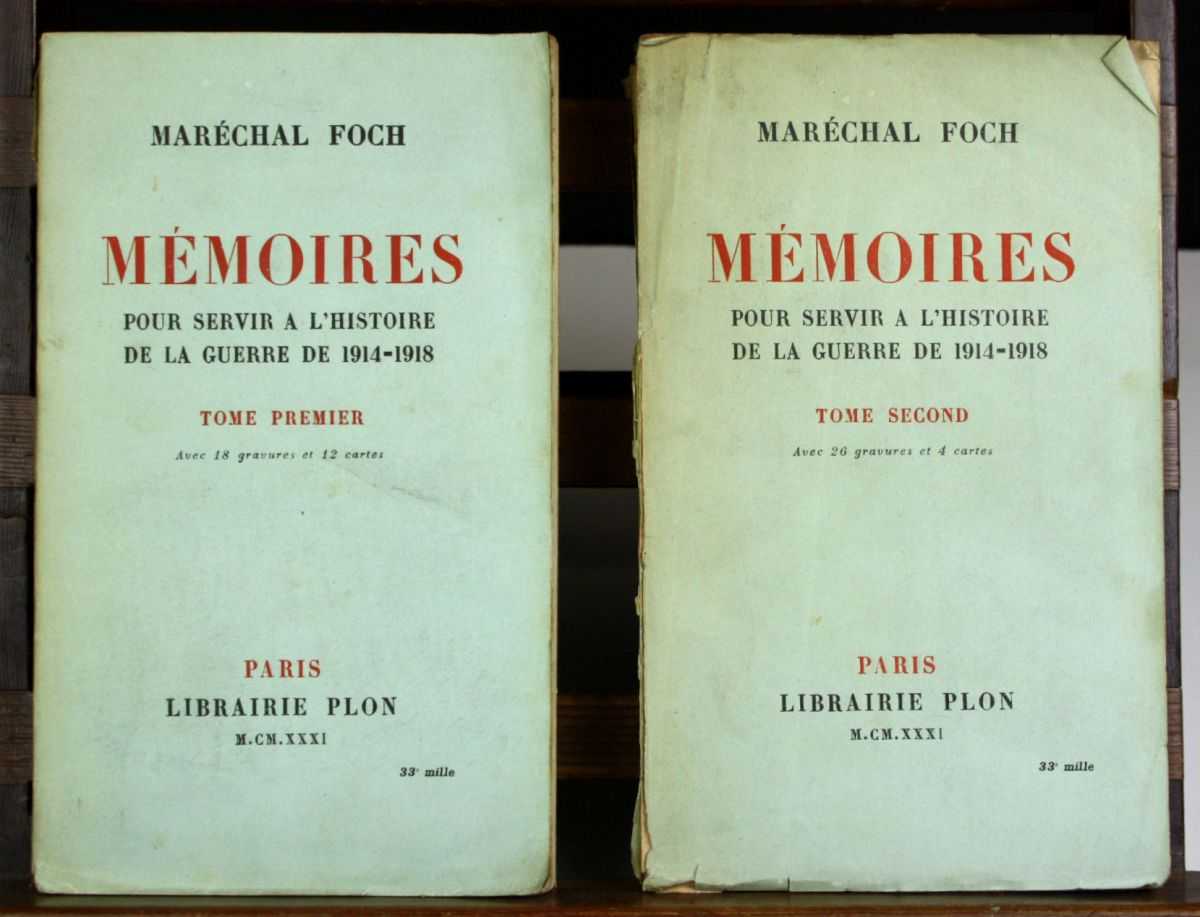 MARÉCHAL FOCH
MÉMOIRES
POUR SERVIR A L'HISTOIRE
DE LA GUERRE DE 1914-1918
TOME PREMIER
Avec 18 gravures et 12 cartes
PARIS
LIBRAIRIE PLON
M.CM.XXXI
33e mille
MARÉCHAL FOCH
MÉMOIRES
POUR SERVIR A L'HISTOIRE
DE LA GUERRE DE 1914-1918
TOME SECOND
Avec 26 gravures et 4 cartes
PARIS
LIBRAIRIE PLON
M.CM.XXXI
33e mille